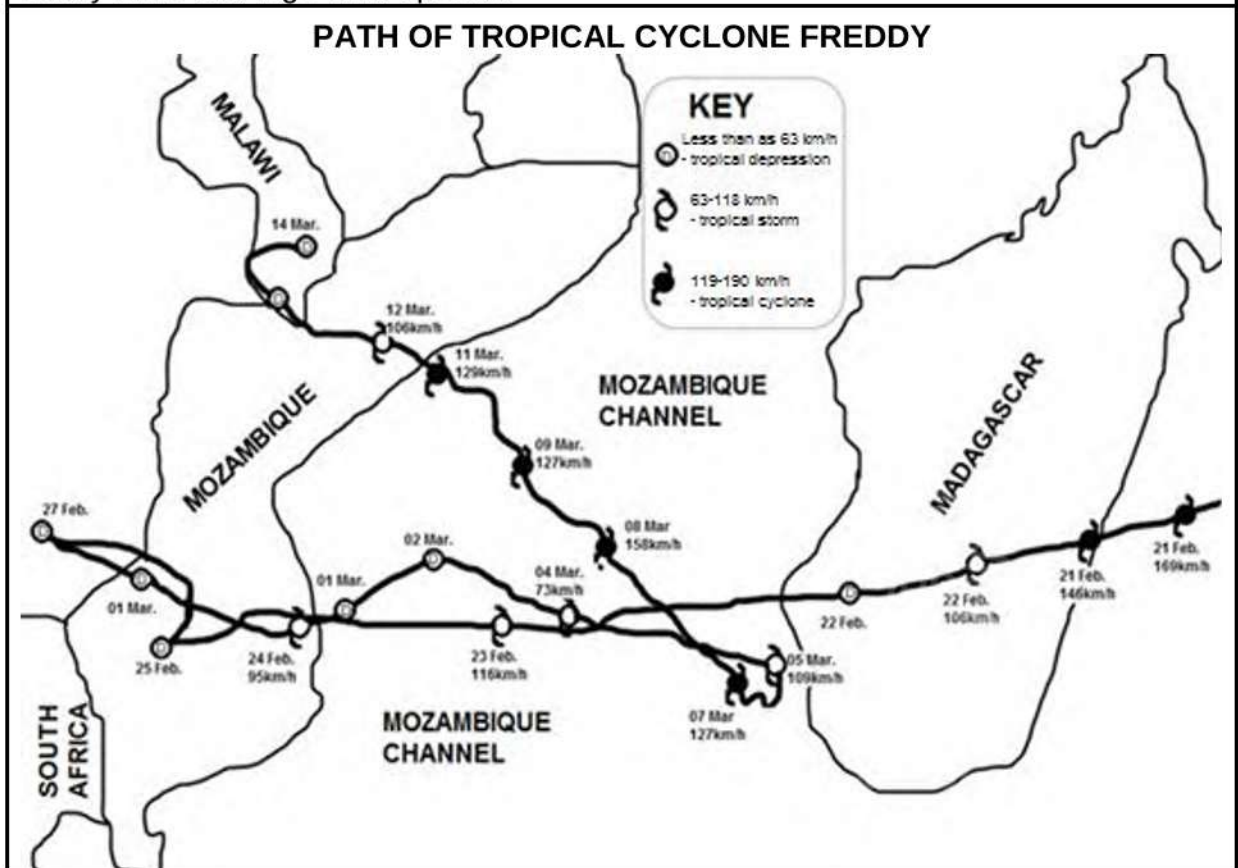 PATH OF TROPICAL CYCLONE FREDDY
KEY
Less than as 63 km/h
- tropical depression
63-118 km/h
- tropical storm
119-190 km/h
- tropical cyclone
MALAWI
14 Mar.
12 Mar.
106km/h
11 Mar.
129km/h
MOZAMBIQUE
CHANNEL
MOZAMBIQUE
MADAGASCAR
09 Mar.
127km/h
27 Feb.
08 Mar
158km/h
02 Mar.
01 Mar.
04 Mar.
73km/h
21 Feb.
169km/h
21 Feb.
146km/h
01 Mar.
22 Feb.
106km/h
22 Feb.
25 Feb.
24 Feb.
95km/h
23 Feb.
116km/h
05 Mar.
109km/h
07 Mar
127km/h
MOZAMBIQUE
CHANNEL
SOUTH
AFRICA